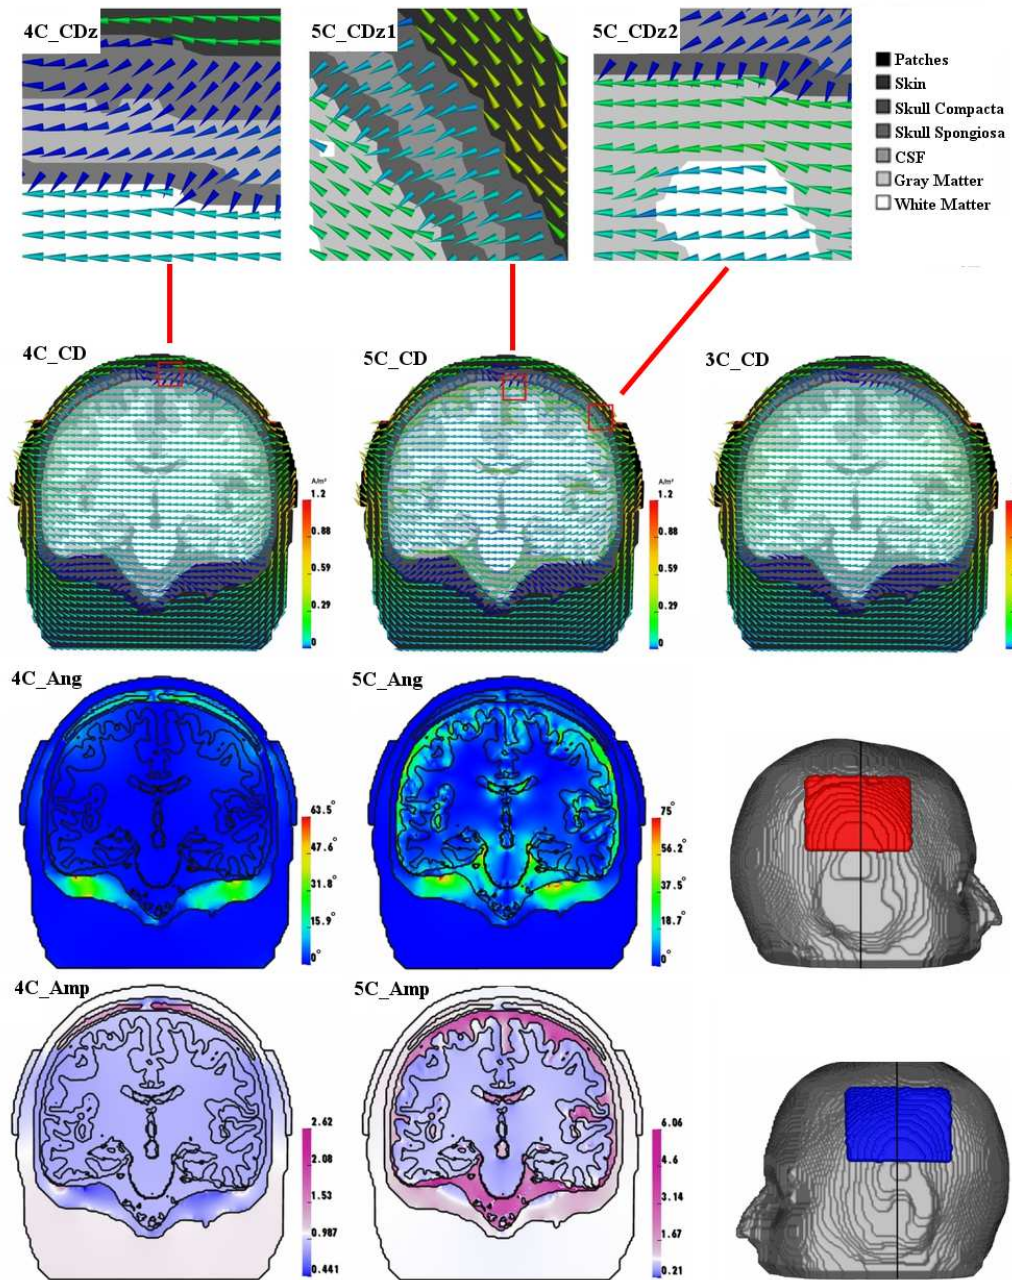 4C_CDz
5C_CDz1
5C_CDz2
Patches
Skin
Skull Compacta
Skull Spongiosa
CSF
Gray Matter
White Matter
4C_CD
5C_CD
3C_CD
A/m²
1.2
0.88
0.59
0.29
0
A/m²
1.2
0.88
0.59
0.29
0
4C_Ang
5C_Ang
63.5°
47.6°
31.8°
15.9°
0°
75°
56.2°
37.5°
18.7°
0°
4C_Amp
5C_Amp
2.62
2.08
1.53
0.987
0.441
6.06
4.6
3.14
1.67
0.21